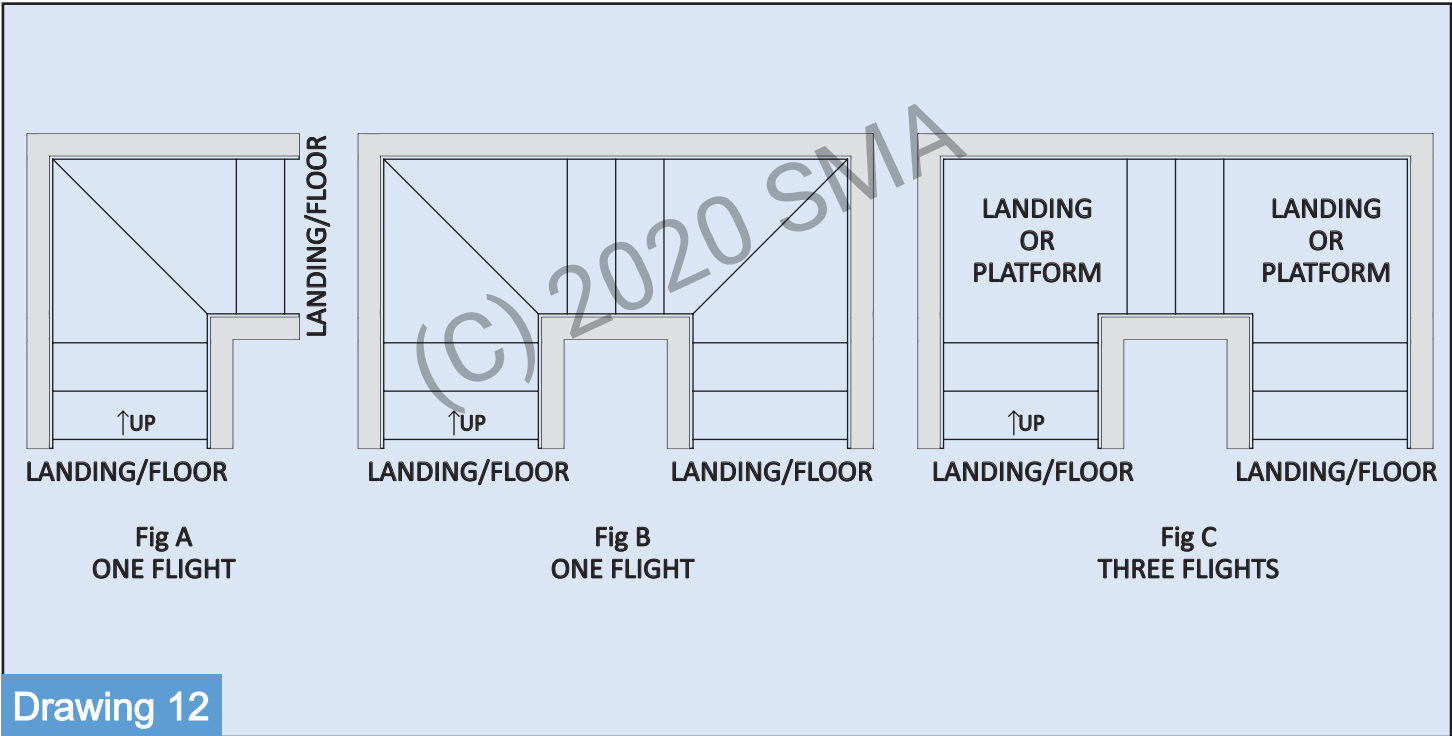 LANDING/FLOOR
↑UP
LANDING/FLOOR
Fig A
ONE FLIGHT
↑UP
LANDING/FLOOR
LANDING/FLOOR
Fig B
ONE FLIGHT
LANDING
OR
PLATFORM
LANDING
OR
PLATFORM
↑UP
LANDING/FLOOR
LANDING/FLOOR
Fig C
THREE FLIGHTS
(C) 2020 SMA
Drawing 12